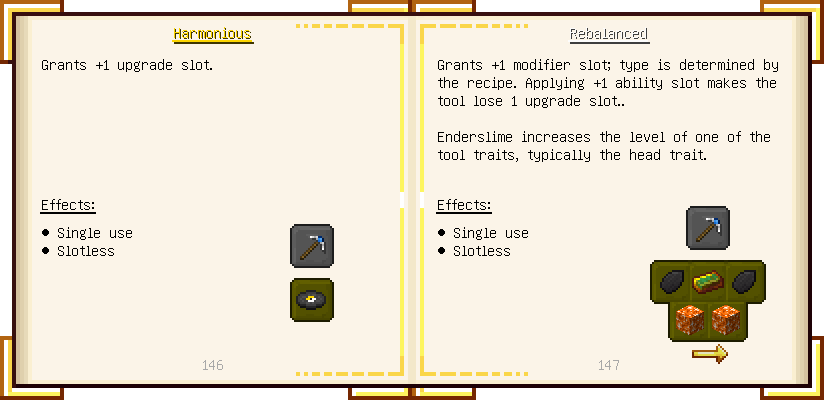 Harmonious
Grants +1 upgrade slot.
Effects:
• Single use
• Slotless
146
Rebalanced
Grants +1 modifier slot; type is determined by
the recipe. Applying +1 ability slot makes the
tool lose 1 upgrade slot..
Enderslime increases the level of one of the
tool traits, typically the head trait.
Effects:
• Single use
• Slotless
147